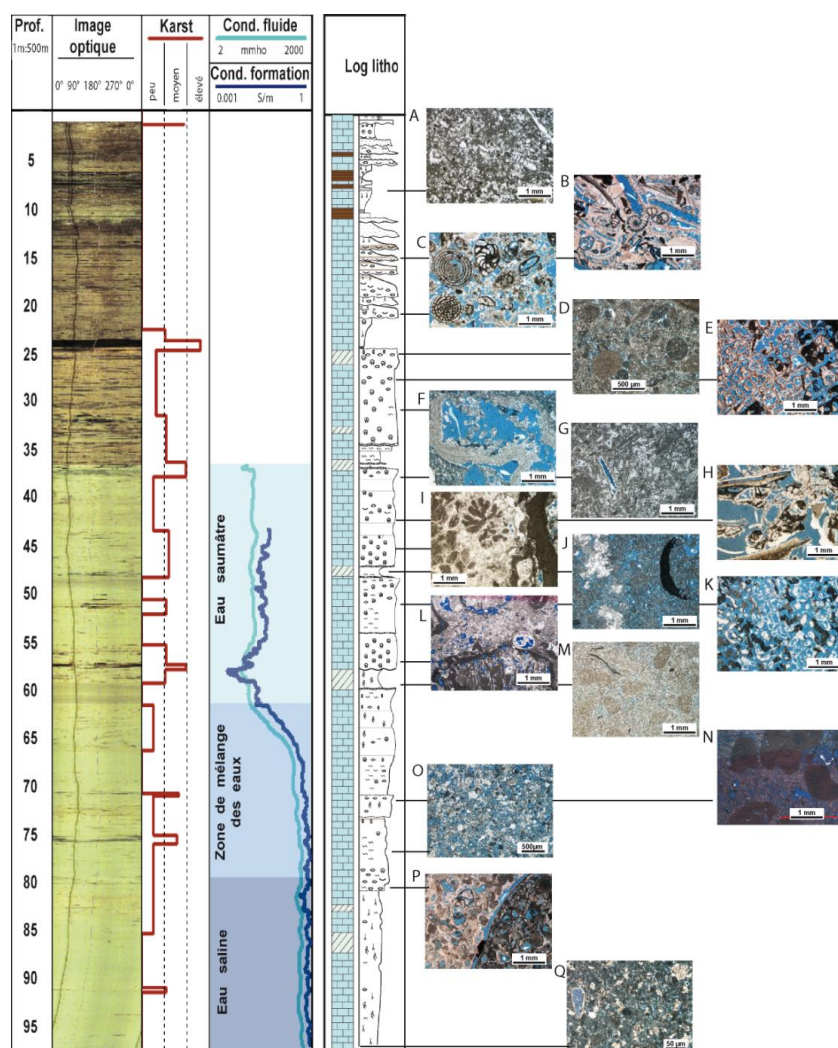 Prof.
1m:500m
Image
optique
0° 90° 180° 270° 0°
Karst
peu
moyen
élevé
Cond. fluide
2 mmho 2000
Cond. formation
0.001 S/m 1
Log litho
5
10
15
20
25
30
35
40
45
50
55
60
65
70
75
80
85
90
95
Eau saumâtre
Zone de mélange
des eaux
Eau saline
A
1 mm
B
1 mm
C
1 mm
D
500 µm
E
1 mm
F
1 mm
G
1 mm
H
1 mm
I
1 mm
J
1 mm
K
1 mm
L
1 mm
M
1 mm
N
1 mm
O
500µm
P
1 mm
Q
50 µm